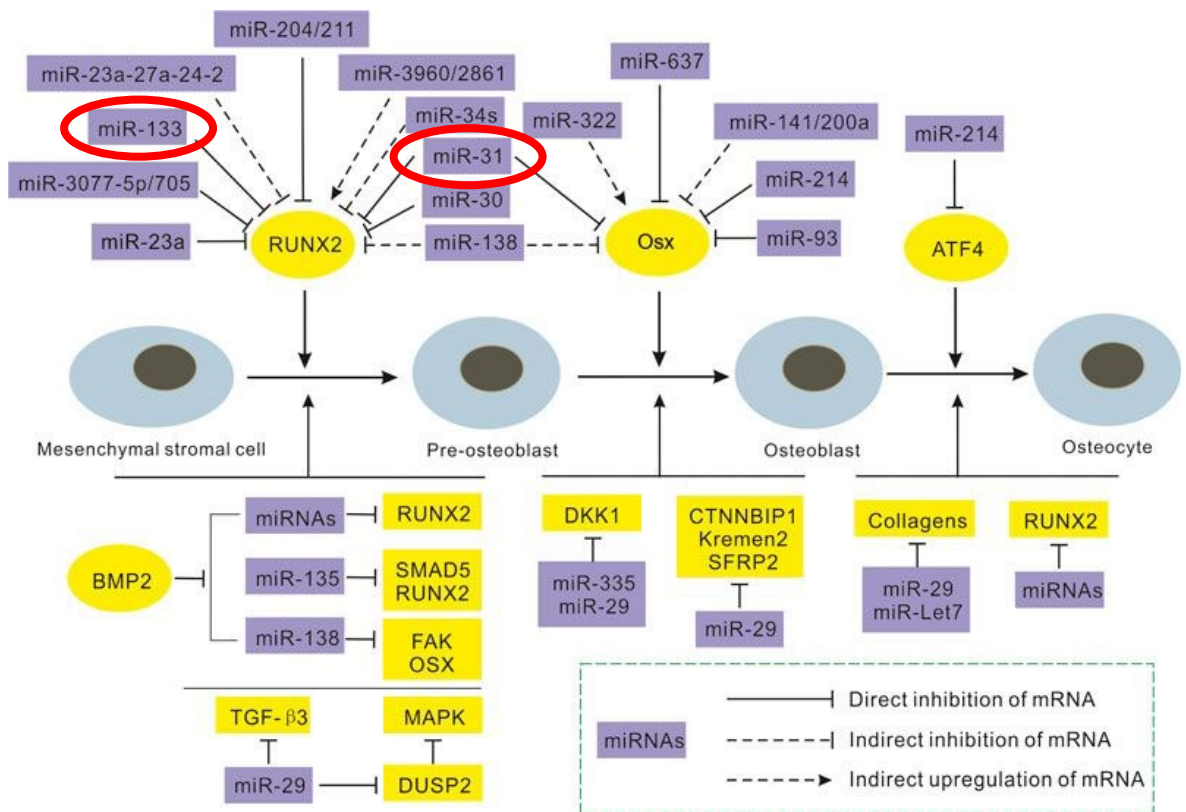 miR-204/211
miR-23a-27a-24-2
miR-3960/2861
miR-637
miR-133
miR-34s
miR-322
miR-141/200a
miR-214
miR-31
miR-3077-5p/705
miR-30
miR-214
miR-23a
RUNX2
miR-138
Osx
miR-93
ATF4
Mesenchymal stromal cell
Pre-osteoblast
Osteoblast
Osteocyte
BMP2
miRNAs
RUNX2
miR-135
SMAD5
RUNX2
miR-138
FAK
OSX
TGF-β3
MAPK
miR-29
DUSP2
DKK1
miR-335
miR-29
CTNNBIP1
Kremen2
SFRP2
miR-29
Collagens
miR-29
miR-Let7
RUNX2
miRNAs
miRNAs
Direct inhibition of mRNA
Indirect inhibition of mRNA
Indirect upregulation of mRNA